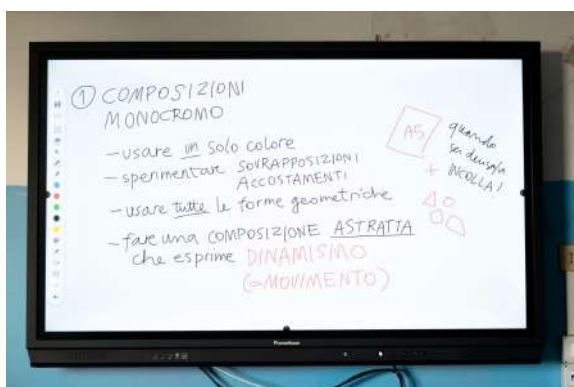 ① COMPOSIZIONI
MONOCROMO
- usare un solo colore
- sperimentare SOVRAPPOSIZIONI
ACCOSTAMENTI
- usare tutte le forme geometriche
- fare una COMPOSIZIONE ASTRATTA
che esprime DINAMISMO
(=MOVIMENTO)
A5
quando
sei
INCOLLA!
Promethean